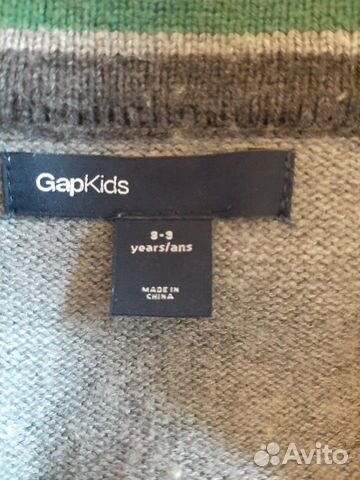 GapKids
8-9
years/ans
MADE IN
CHINA
Avito